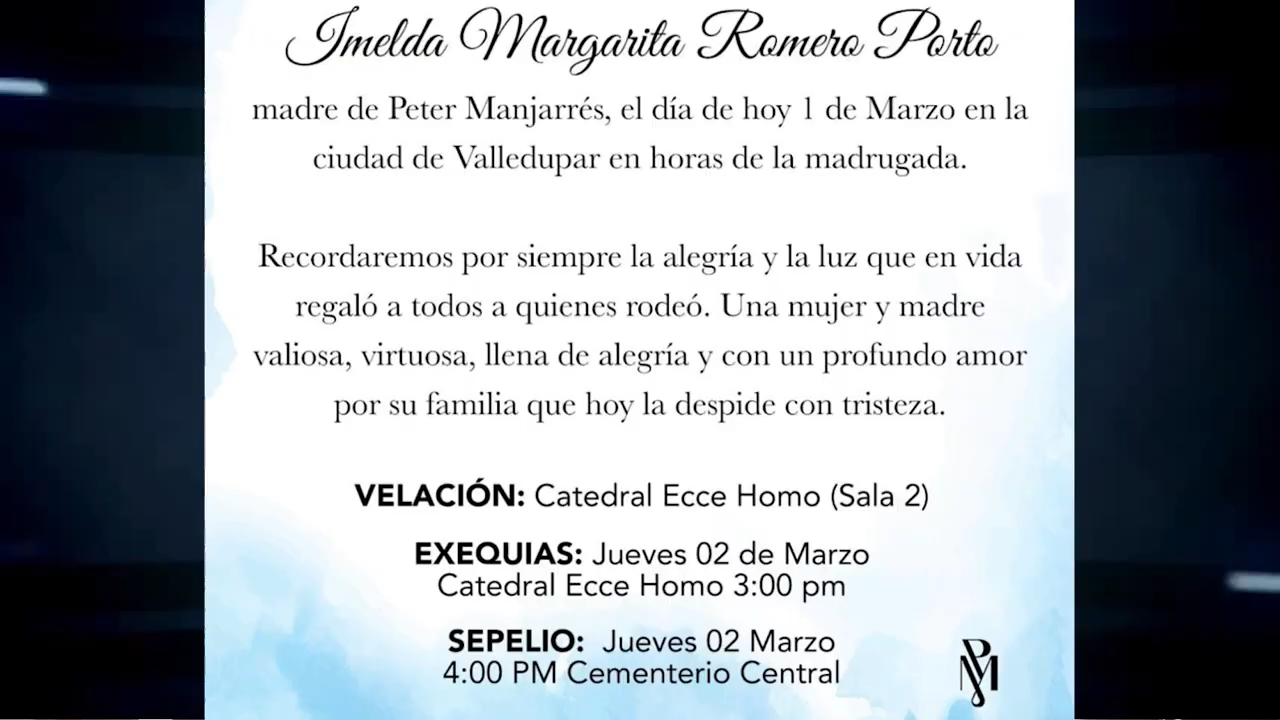 Imelda Margarita Romero Porto
madre de Peter Manjarrés, el día de hoy 1 de Marzo en la
ciudad de Valledupar en horas de la madrugada.
Recordaremos por siempre la alegría y la luz que en vida
regaló a todos a quienes rodeó. Una mujer y madre
valiosa, virtuosa, llena de alegría y con un profundo amor
por su familia que hoy la despide con tristeza.
VELACIÓN: Catedral Ecce Homo (Sala 2)
EXEQUIAS: Jueves 02 de Marzo
Catedral Ecce Homo 3:00 pm
SEPELIO: Jueves 02 Marzo
4:00 PM Cementerio Central
PM